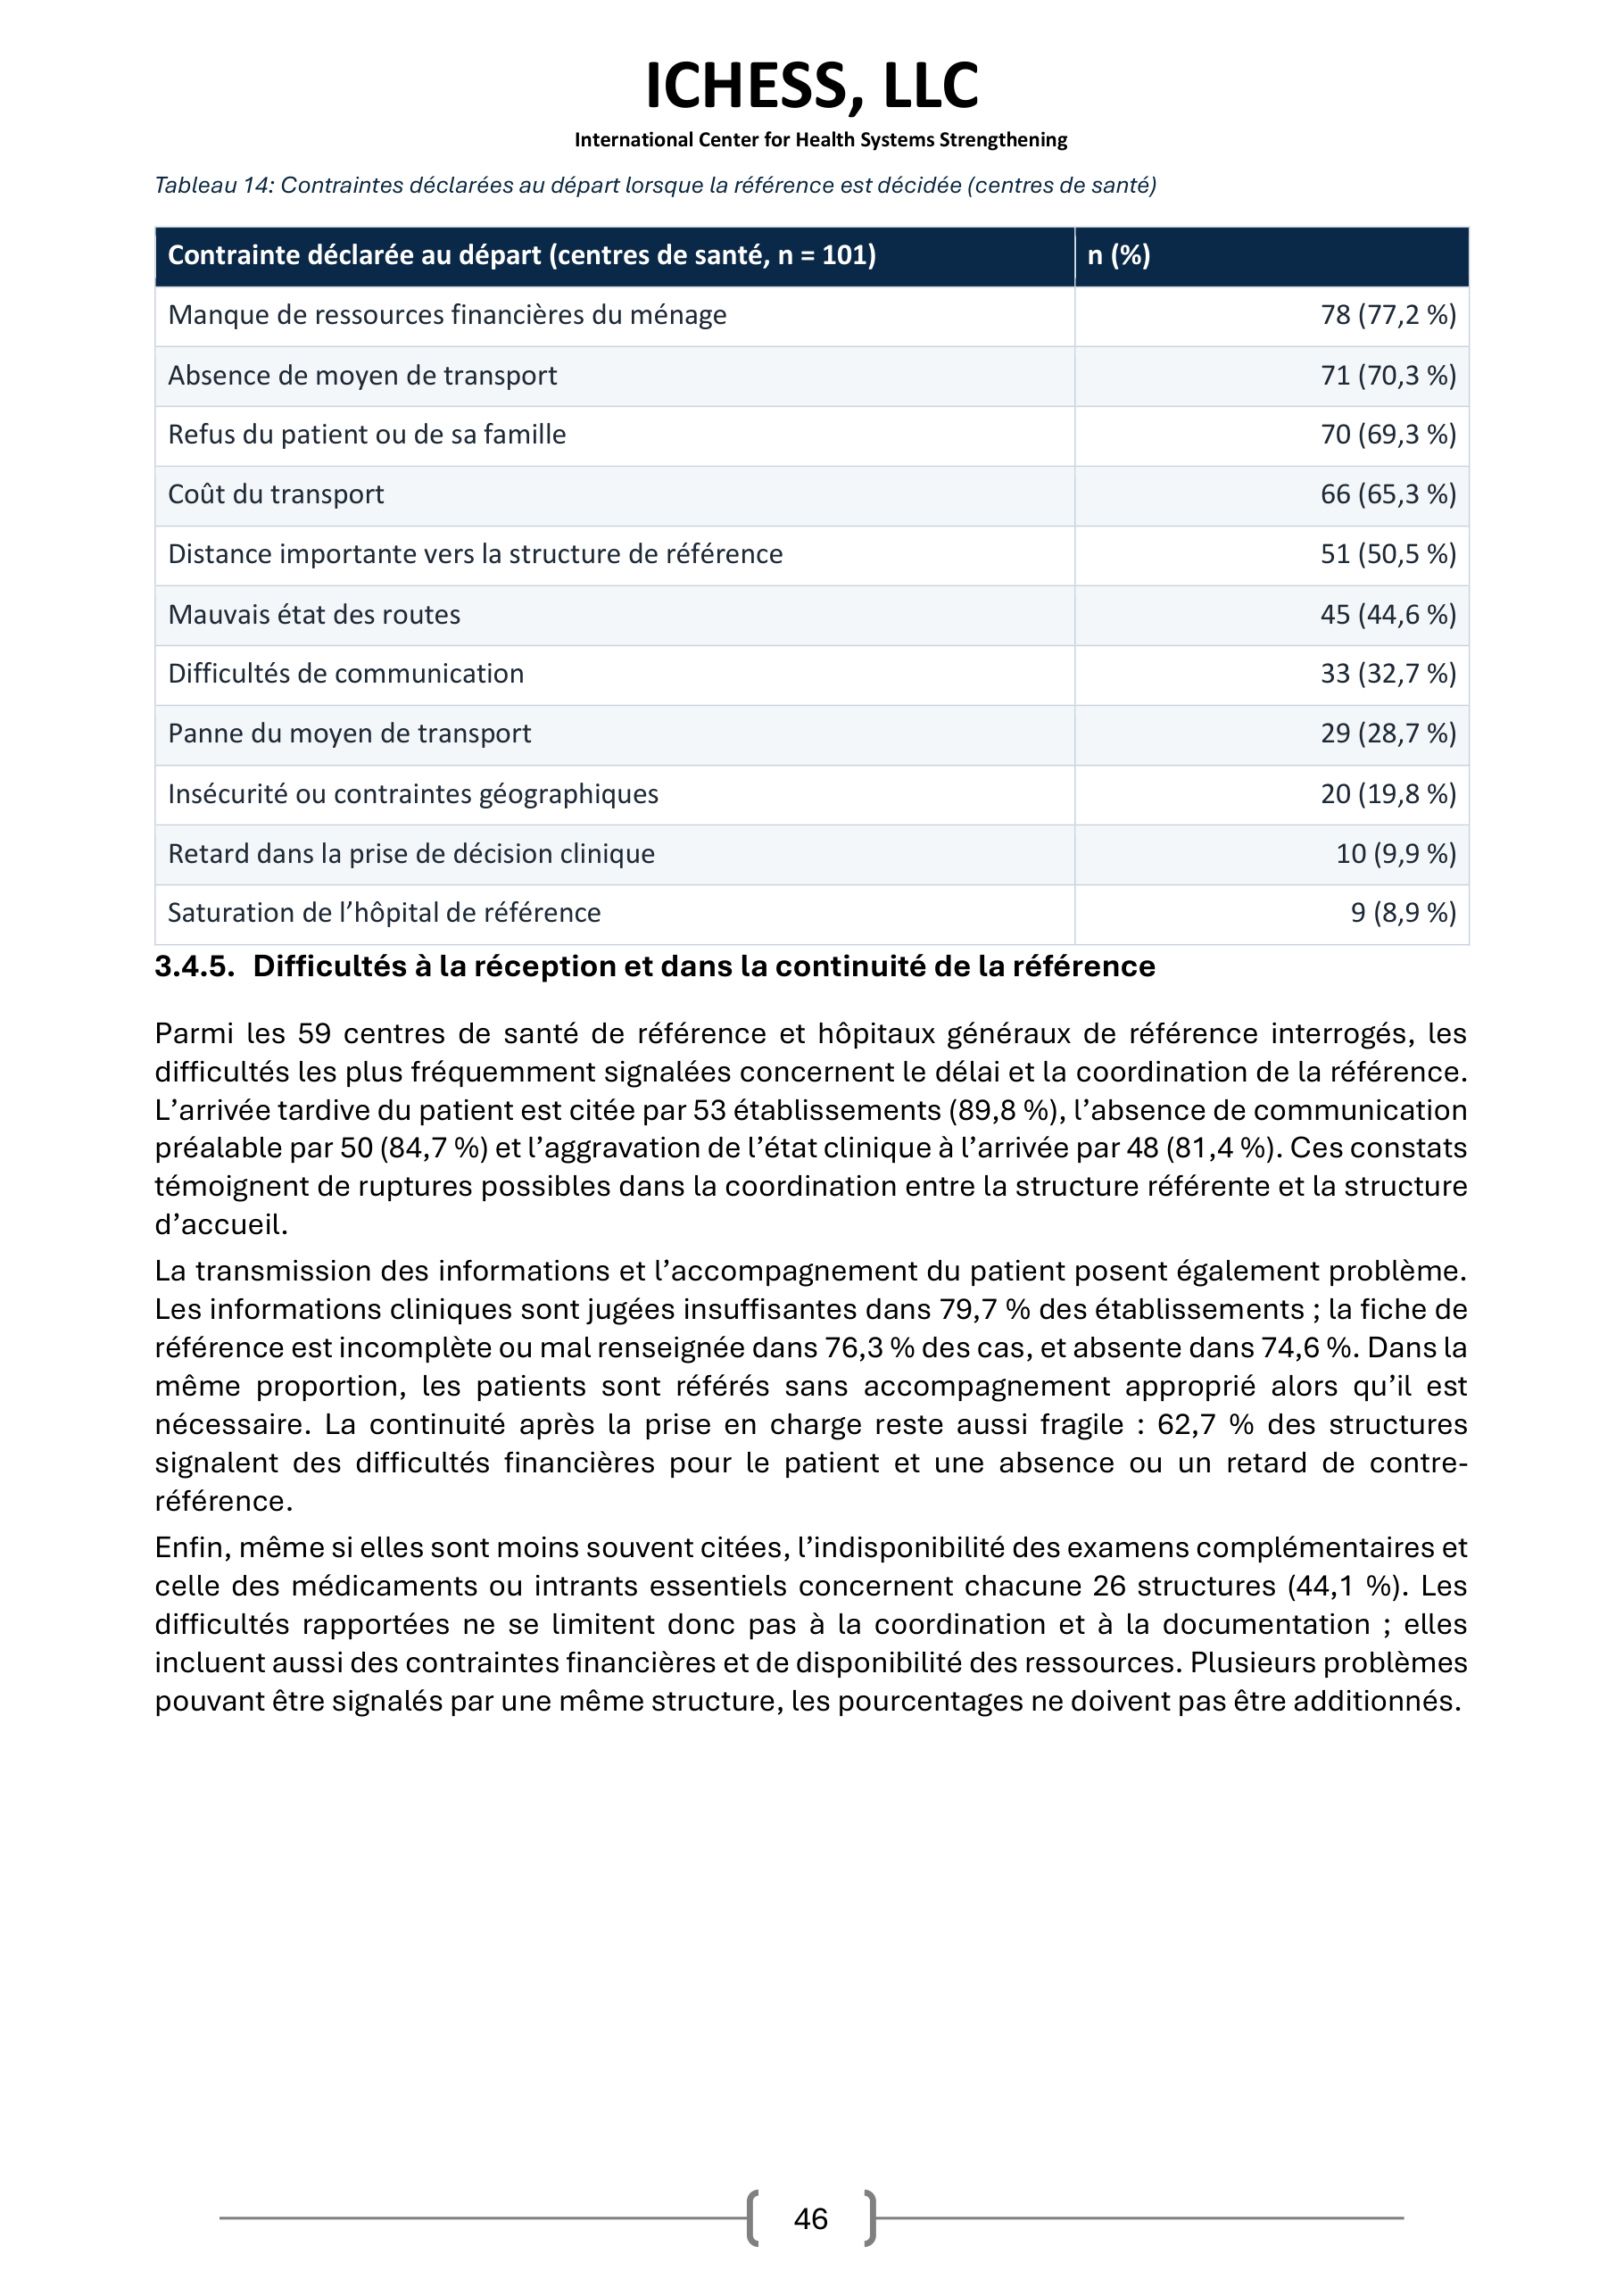 ICHESS, LLC
International Center for Health Systems Strengthening
Tableau 14: Contraintes déclarées au départ lorsque la référence est décidée (centres de santé)
Contrainte déclarée au départ (centres de santé, n = 101) n (%)
Manque de ressources financières du ménage 78 (77,2 %)
Absence de moyen de transport 71 (70,3 %)
Refus du patient ou de sa famille 70 (69,3 %)
Coût du transport 66 (65,3 %)
Distance importante vers la structure de référence 51 (50,5 %)
Mauvais état des routes 45 (44,6 %)
Difficultés de communication 33 (32,7 %)
Panne du moyen de transport 29 (28,7 %)
Insécurité ou contraintes géographiques 20 (19,8 %)
Retard dans la prise de décision clinique 10 (9,9 %)
Saturation de l’hôpital de référence 9 (8,9 %)
3.4.5. Difficultés à la réception et dans la continuité de la référence
Parmi les 59 centres de santé de référence et hôpitaux généraux de référence interrogés, les
difficultés les plus fréquemment signalées concernent le délai et la coordination de la référence.
L’arrivée tardive du patient est citée par 53 établissements (89,8 %), l’absence de communication
préalable par 50 (84,7 %) et l’aggravation de l’état clinique à l’arrivée par 48 (81,4 %). Ces constats
témoignent de ruptures possibles dans la coordination entre la structure référente et la structure
d’accueil.
La transmission des informations et l’accompagnement du patient posent également problème.
Les informations cliniques sont jugées insuffisantes dans 79,7 % des établissements ; la fiche de
référence est incomplète ou mal renseignée dans 76,3 % des cas, et absente dans 74,6 %. Dans la
même proportion, les patients sont référés sans accompagnement approprié alors qu’il est
nécessaire. La continuité après la prise en charge reste aussi fragile : 62,7 % des structures
signalent des difficultés financières pour le patient et une absence ou un retard de contre-
référence.
Enfin, même si elles sont moins souvent citées, l’indisponibilité des examens complémentaires et
celle des médicaments ou intrants essentiels concernent chacune 26 structures (44,1 %). Les
difficultés rapportées ne se limitent donc pas à la coordination et à la documentation ; elles
incluent aussi des contraintes financières et de disponibilité des ressources. Plusieurs problèmes
pouvant être signalés par une même structure, les pourcentages ne doivent pas être additionnés.
46